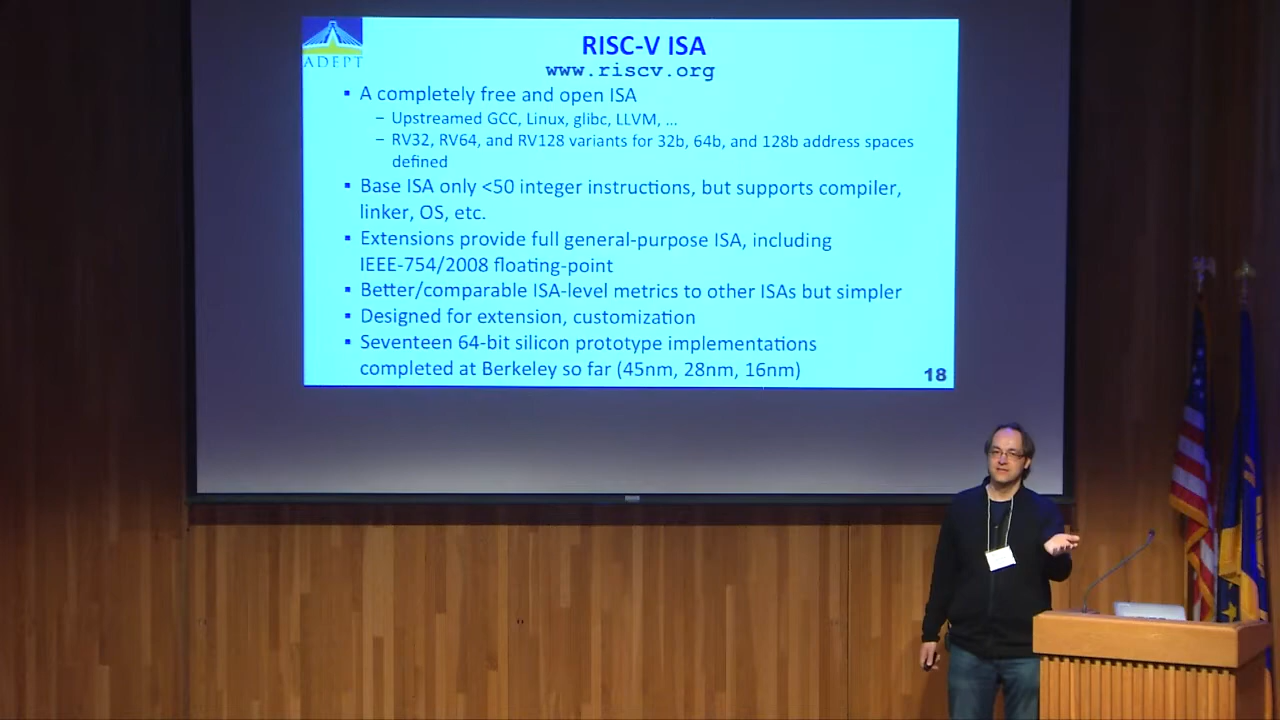 ADEPT
RISC-V ISA
www.riscv.org
▪ A completely free and open ISA
– Upstreamed GCC, Linux, glibc, LLVM, ...
– RV32, RV64, and RV128 variants for 32b, 64b, and 128b address spaces
defined
▪ Base ISA only <50 integer instructions, but supports compiler,
linker, OS, etc.
▪ Extensions provide full general-purpose ISA, including
IEEE-754/2008 floating-point
▪ Better/comparable ISA-level metrics to other ISAs but simpler
▪ Designed for extension, customization
▪ Seventeen 64-bit silicon prototype implementations
completed at Berkeley so far (45nm, 28nm, 16nm)
18